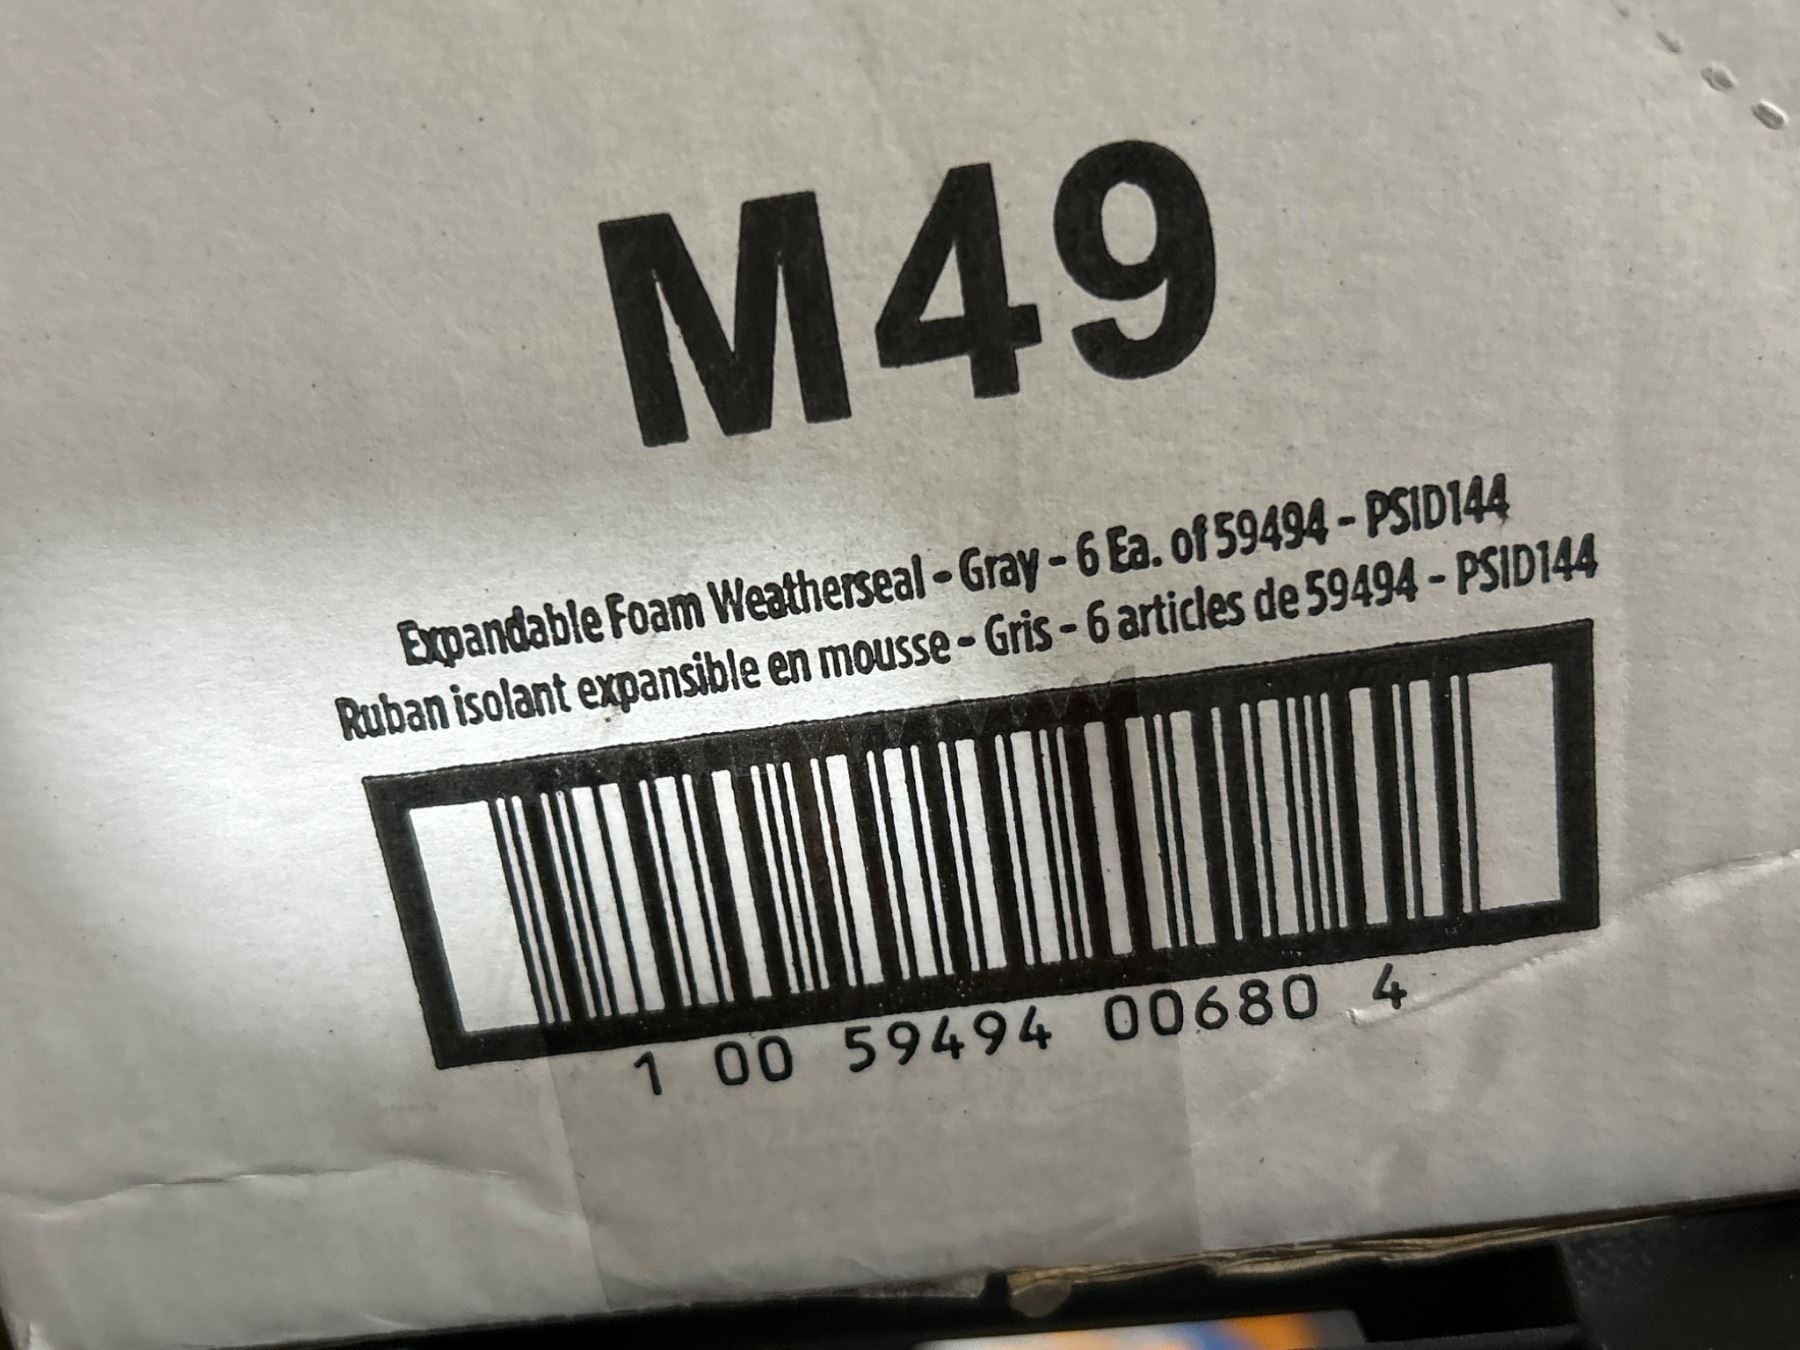 M49
Expandable Foam Weatherseal - Gray - 6 Ea. of 59494 - PSID144
Ruban isolant expansible en mousse - Gris - 6 articles de 59494 - PSID144
1 00 59494 00680 4